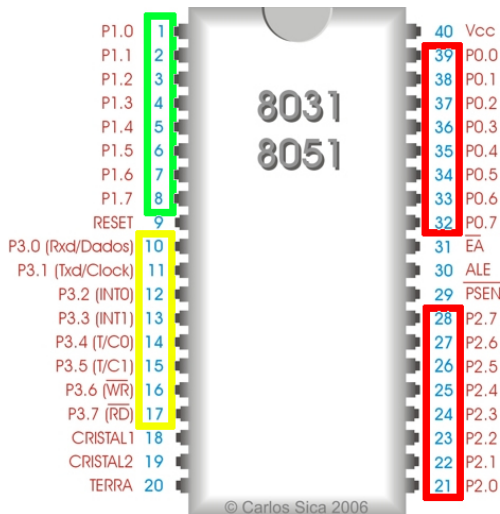 P1.0 1
P1.1 2
P1.2 3
P1.3 4
P1.4 5
P1.5 6
P1.6 7
P1.7 8
RESET 9
P3.0 (Rxd/Dados) 10
P3.1 (Txd/Clock) 11
P3.2 (INT0) 12
P3.3 (INT1) 13
P3.4 (T/C0) 14
P3.5 (T/C1) 15
P3.6 (W̅R̅) 16
P3.7 (R̅D̅) 17
CRISTAL1 18
CRISTAL2 19
TERRA 20
8031
8051
40 Vcc
39 P0.0
38 P0.1
37 P0.2
36 P0.3
35 P0.4
34 P0.5
33 P0.6
32 P0.7
31 E̅A̅
30 ALE
29 P̅S̅E̅N̅
28 P2.7
27 P2.6
26 P2.5
25 P2.4
24 P2.3
23 P2.2
22 P2.1
21 P2.0
© Carlos Sica 2006